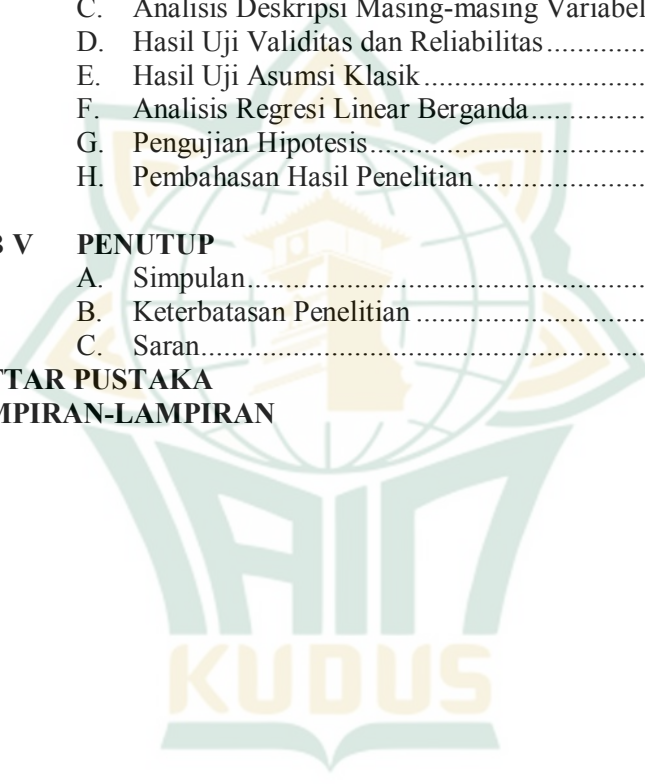 C. Analisis Deskripsi Masing-masing Variabel
D. Hasil Uji Validitas dan Reliabilitas.............
E. Hasil Uji Asumsi Klasik............................
F. Analisis Regresi Linear Berganda...............
G. Pengujian Hipotesis...................................
H. Pembahasan Hasil Penelitian.....................
V PENUTUP
A. Simpulan..................................................
B. Keterbatasan Penelitian.............................
C. Saran........................................................
TAR PUSTAKA
MPIRAN-LAMPIRAN
IAIN
KUDUS